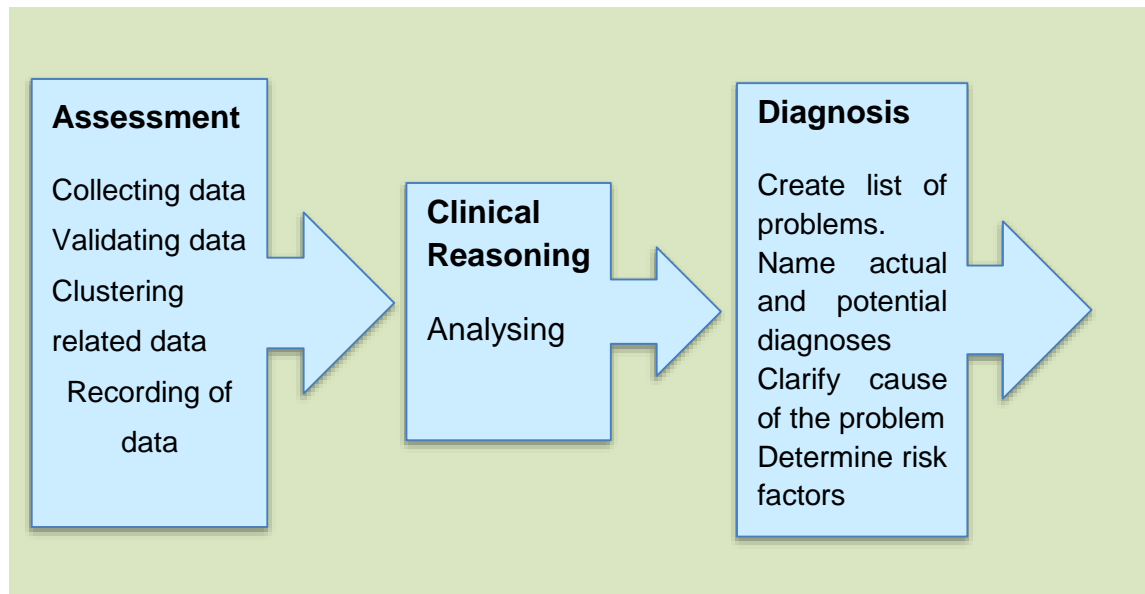 Assessment
Collecting data
Validating data
Clustering
related data
Recording of
data
Clinical
Reasoning
Analysing
Diagnosis
Create list of
problems.
Name actual
and potential
diagnoses
Clarify cause
of the problem
Determine risk
factors